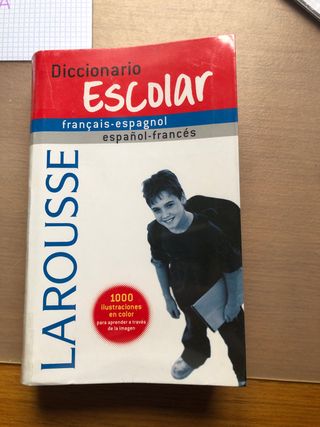 Diccionario
Escolar
français-espagnol
español-francés
LAROUSSE
1000
ilustraciones
en color
para aprender a través
de la imagen